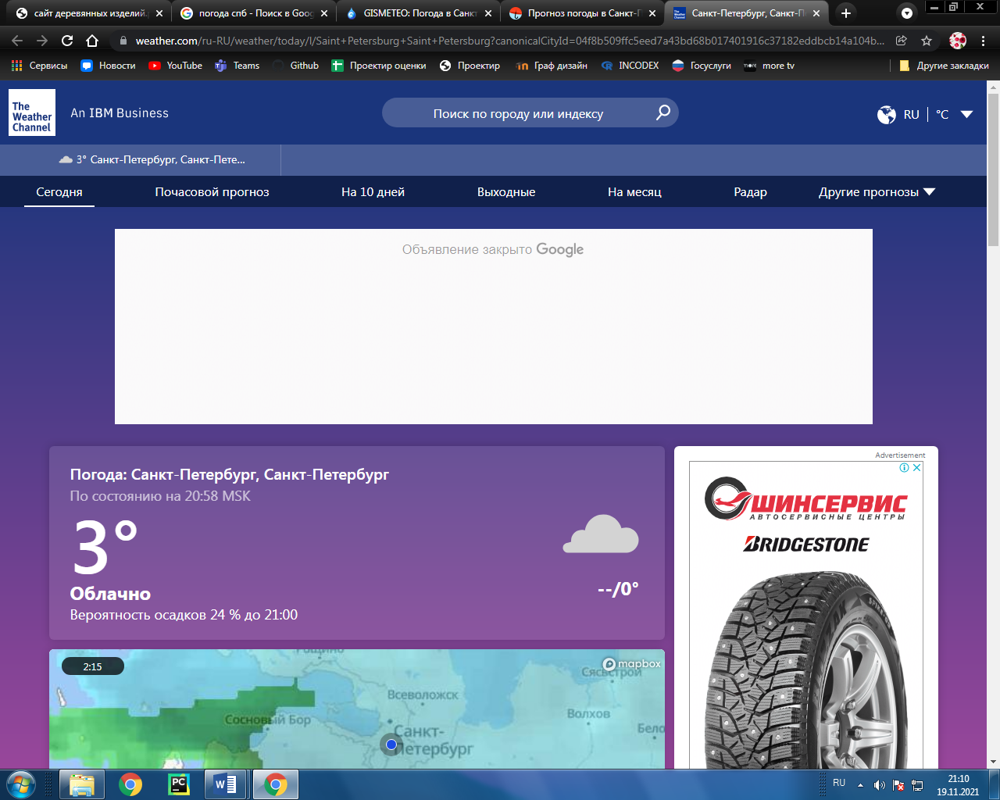 сайт деревянных изделий.
погода спб - Поиск в Goog
GISMETEO: Погода в Санкт
Прогноз погоды в Санкт-П
Санкт-Петербург, Санкт-П
weather.com/ru-RU/weather/today/l/Saint+Petersburg+Saint+Petersburg?canonicalCityId=04f8b509ffc5eed7a43bd68b017401916c37182eddbcb14a104b...
Сервисы
Новости
YouTube
Teams
Github
Проектир оценки
Проектир
Граф дизайн
INCODEX
Госуслуги
more tv
Другие закладки
The Weather Channel
An IBM Business
Поиск по городу или индексу
RU | °C
3° Санкт-Петербург, Санкт-Пете...
Сегодня
Почасовой прогноз
На 10 дней
Выходные
На месяц
Радар
Другие прогнозы
Объявление закрыто Google
Погода: Санкт-Петербург, Санкт-Петербург
По состоянию на 20:58 MSK
3°
Облачно
--/0°
Вероятность осадков 24 % до 21:00
2:15
mapbox
Сясьстрой
Всеволожск
Сосновый Бор
Волхов
Санкт-
Петербург
Advertisement
ШИНСЕРВИС
АВТОСЕРВИСНЫЕ ЦЕНТРЫ
BRIDGESTONE
PC
W
RU
21:10
19.11.2021